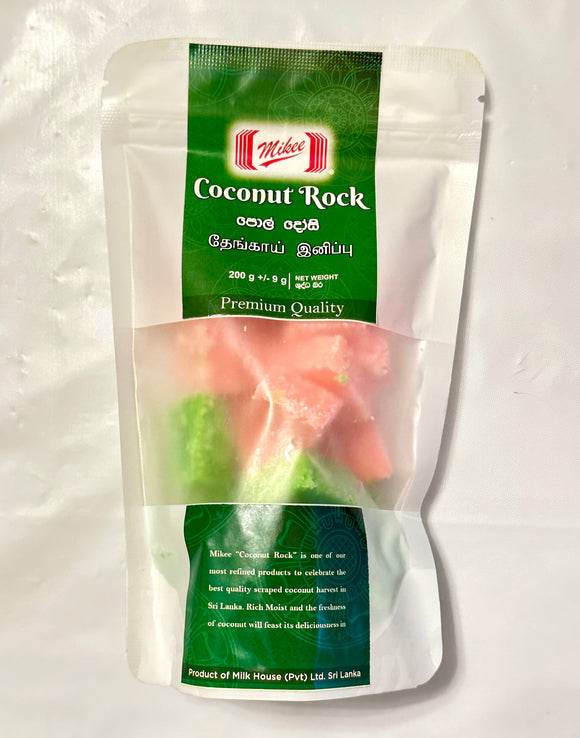 Mikee
®
Coconut Rock
පොල් දෝසි
தேங்காய் இனிப்பு
200 g +/- 9 g | NET WEIGHT
ශුද්ධ බර
Premium Quality
Mikee "Coconut Rock" is one of our
most refined products to celebrate the
best quality scraped coconut harvest in
Sri Lanka. Rich Moist and the freshness
of coconut will feast its deliciousness in
Product of Milk House (Pvt) Ltd. Sri Lanka